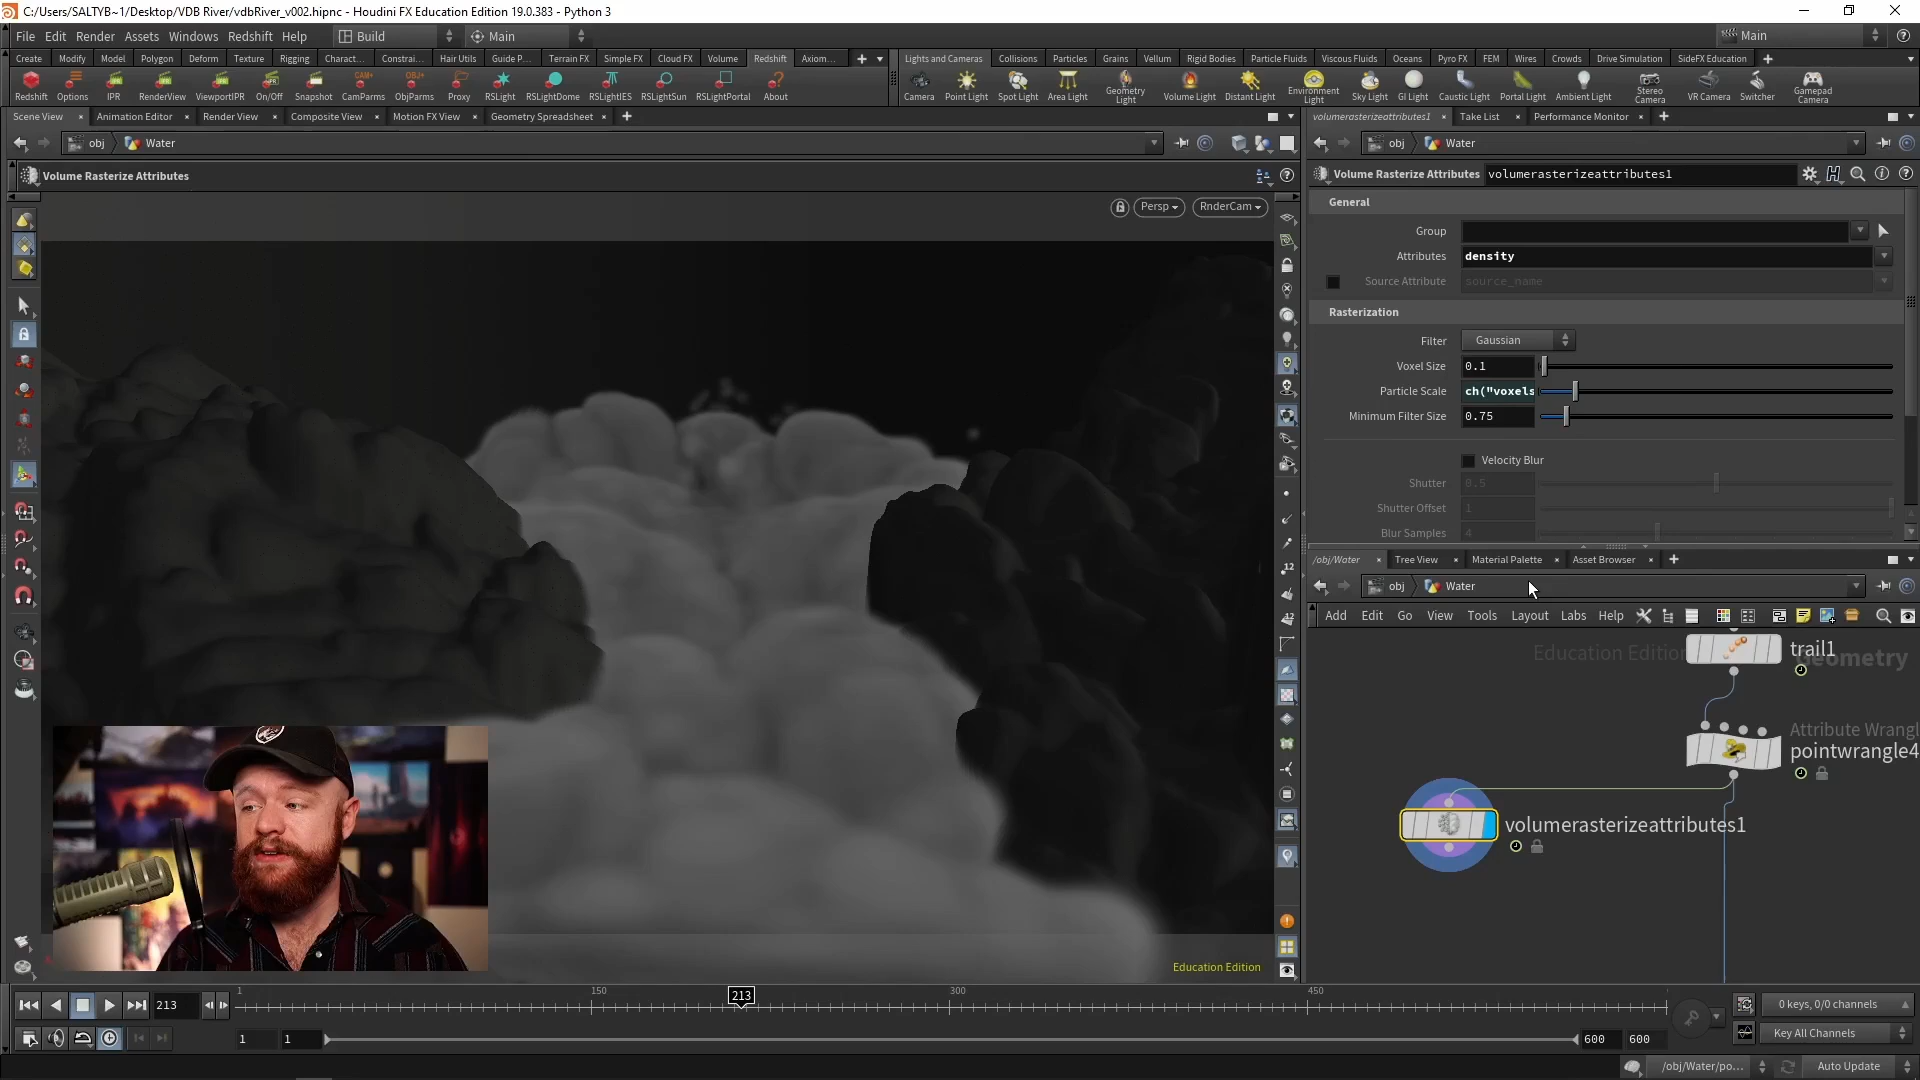 C:/Users/SALTYB~1/Desktop/VDB River/vdbRiver_v002.hipnc - Houdini FX Education Edition 19.0.383 - Python 3
File Edit Render Assets Windows Redshift Help Build Main Main
Create Modify Model Polygon Deform Texture Rigging Charact... Constrai... Hair Utils Guide P... Terrain FX Simple FX Cloud FX Volume Redshift Axiom...
Lights and Cameras Collisions Particles Grains Vellum Rigid Bodies Particle Fluids Viscous Fluids Oceans Pyro FX FEM Wires Crowds Drive Simulation SideFX Education
Redshift Options IPR RenderView ViewportIPR On/Off Snapshot CamParms ObjParms Proxy RSLight RSLightDome RSLightIES RSLightSun RSLightPortal About
Camera Point Light Spot Light Area Light Geometry Light Volume Light Distant Light Environment Light Sky Light GI Light Caustic Light Portal Light Ambient Light Stereo Camera VR Camera Switcher Gamepad Camera
Scene View Animation Editor Render View Composite View Motion FX View Geometry Spreadsheet
obj Water
Volume Rasterize Attributes
Persp RnderCam
Education Edition
volumerasterizeattributes1 Take List Performance Monitor
obj Water
Volume Rasterize Attributes volumerasterizeattributes1
General
Group
Attributes density
Source Attribute source_name
Rasterization
Filter Gaussian
Voxel Size 0.1
Particle Scale ch("voxels
Minimum Filter Size 0.75
Velocity Blur
Shutter 0.5
Shutter Offset 1
Blur Samples 4
/obj/Water Tree View Material Palette Asset Browser
obj Water
Add Edit Go View Tools Layout Labs Help
Education Edition Geometry
trail1
Attribute Wrangl
pointwrangle4
volumerasterizeattributes1
213 1 150 213 300 450
0 keys, 0/0 channels
1 1 600 600
Key All Channels
/obj/Water/po... Auto Update